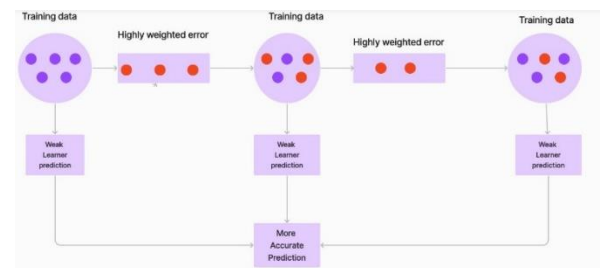 Training data
Highly weighted error
Training data
Highly weighted error
Training data
Weak
Learner
prediction
Weak
Learner
prediction
Weak
Learner
prediction
More
Accurate
Prediction